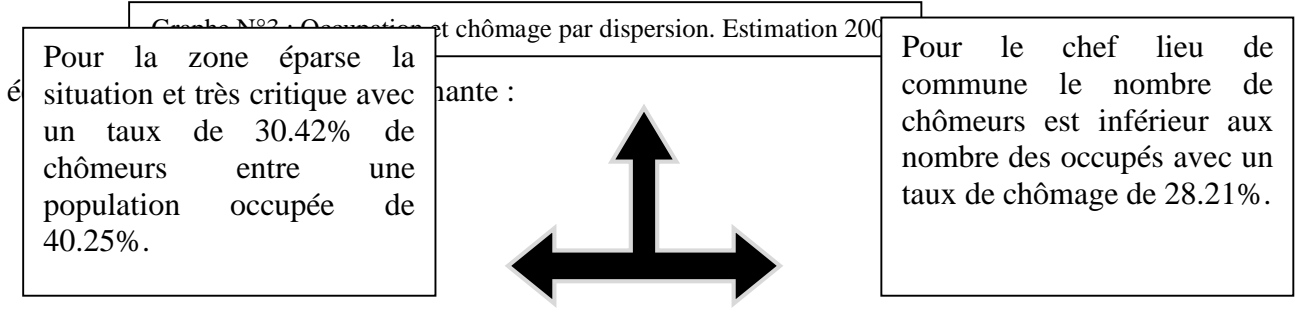 et chômage par dispersion. Estimation 200
Pour la zone éparse la
situation et très critique avec
un taux de 30.42% de
chômeurs entre une
population occupée de
40.25%.
nante :
Pour le chef lieu de
commune le nombre de
chômeurs est inférieur aux
nombre des occupés avec un
taux de chômage de 28.21%.